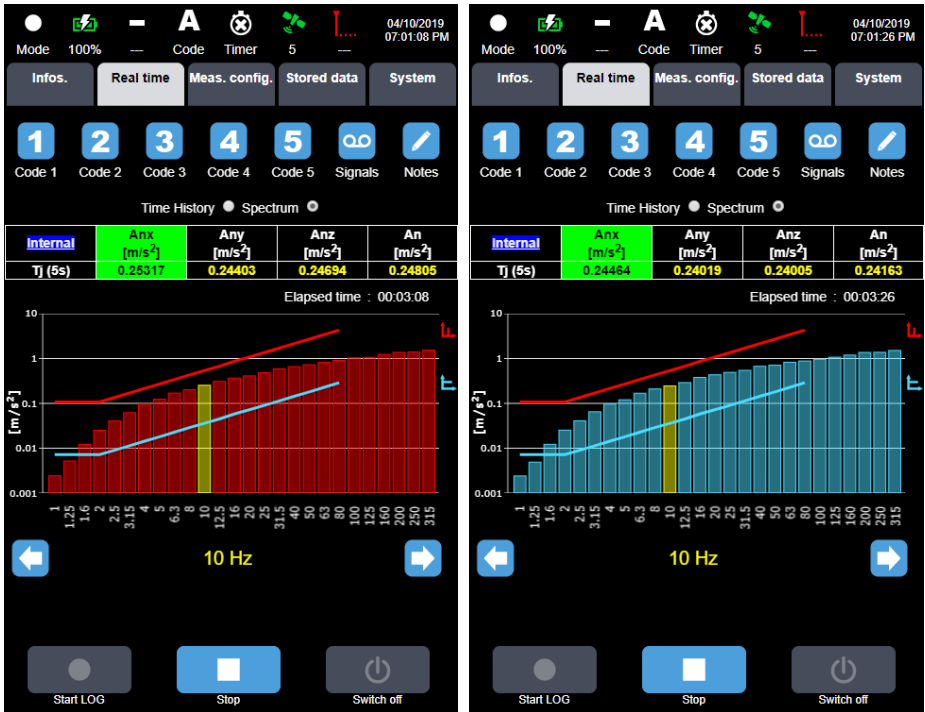 04/10/2019
07:01:08 PM
Mode 100% --- Code Timer 5 ---
A
Infos. Real time Meas. config. Stored data System
1 2 3 4 5
Code 1 Code 2 Code 3 Code 4 Code 5 Signals Notes
Time History Spectrum
Internal Anx [m/s²] Any [m/s²] Anz [m/s²] An [m/s²]
Tj (5s) 0.25317 0.24403 0.24694 0.24805
Elapsed time : 00:03:08
10
1
0.1
0.01
0.001
[m/s²]
1 1.25 1.6 2 2.5 3.15 4 5 6.3 8 10 12.5 16 20 25 31.5 40 50 63 80 100 125 160 200 250 315
10 Hz
Start LOG Stop Switch off
04/10/2019
07:01:26 PM
Mode 100% --- Code Timer 5 ---
A
Infos. Real time Meas. config. Stored data System
1 2 3 4 5
Code 1 Code 2 Code 3 Code 4 Code 5 Signals Notes
Time History Spectrum
Internal Anx [m/s²] Any [m/s²] Anz [m/s²] An [m/s²]
Tj (5s) 0.24464 0.24019 0.24005 0.24163
Elapsed time : 00:03:26
10
1
0.1
0.01
0.001
[m/s²]
1 1.25 1.6 2 2.5 3.15 4 5 6.3 8 10 12.5 16 20 25 31.5 40 50 63 80 100 125 160 200 250 315
10 Hz
Start LOG Stop Switch off